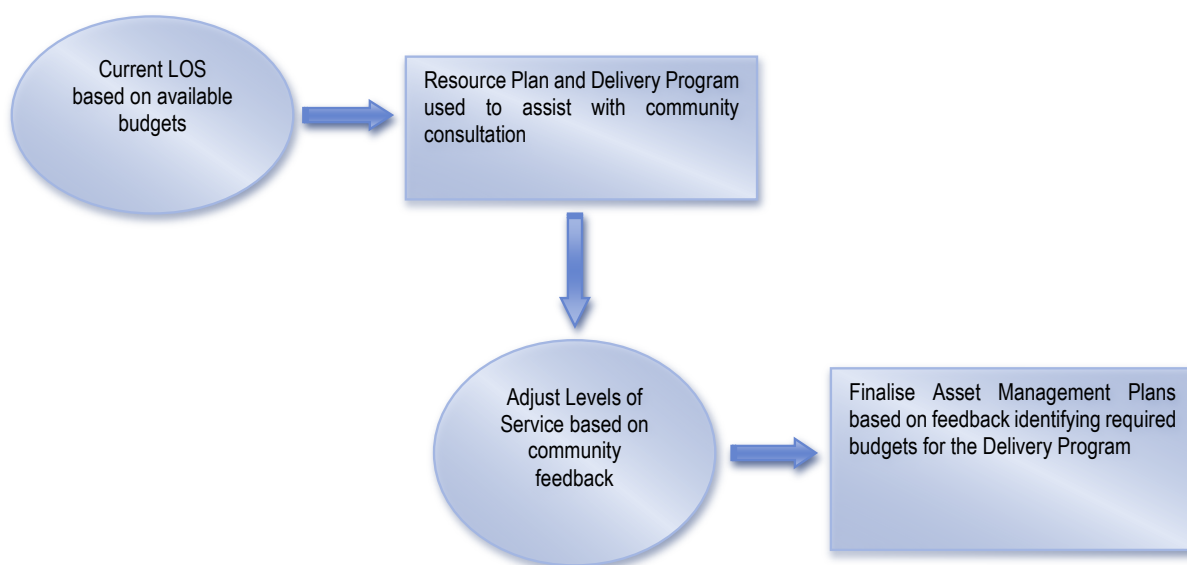 Current LOS
based on available
budgets
Resource Plan and Delivery Program
used to assist with community
consultation
Adjust Levels of
Service based on
community
feedback
Finalise Asset Management Plans
based on feedback identifying required
budgets for the Delivery Program